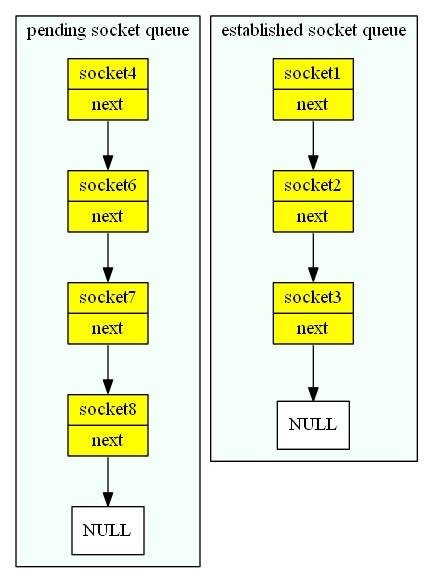 pending socket queue
socket4
next
socket6
next
socket7
next
socket8
next
NULL
established socket queue
socket1
next
socket2
next
socket3
next
NULL